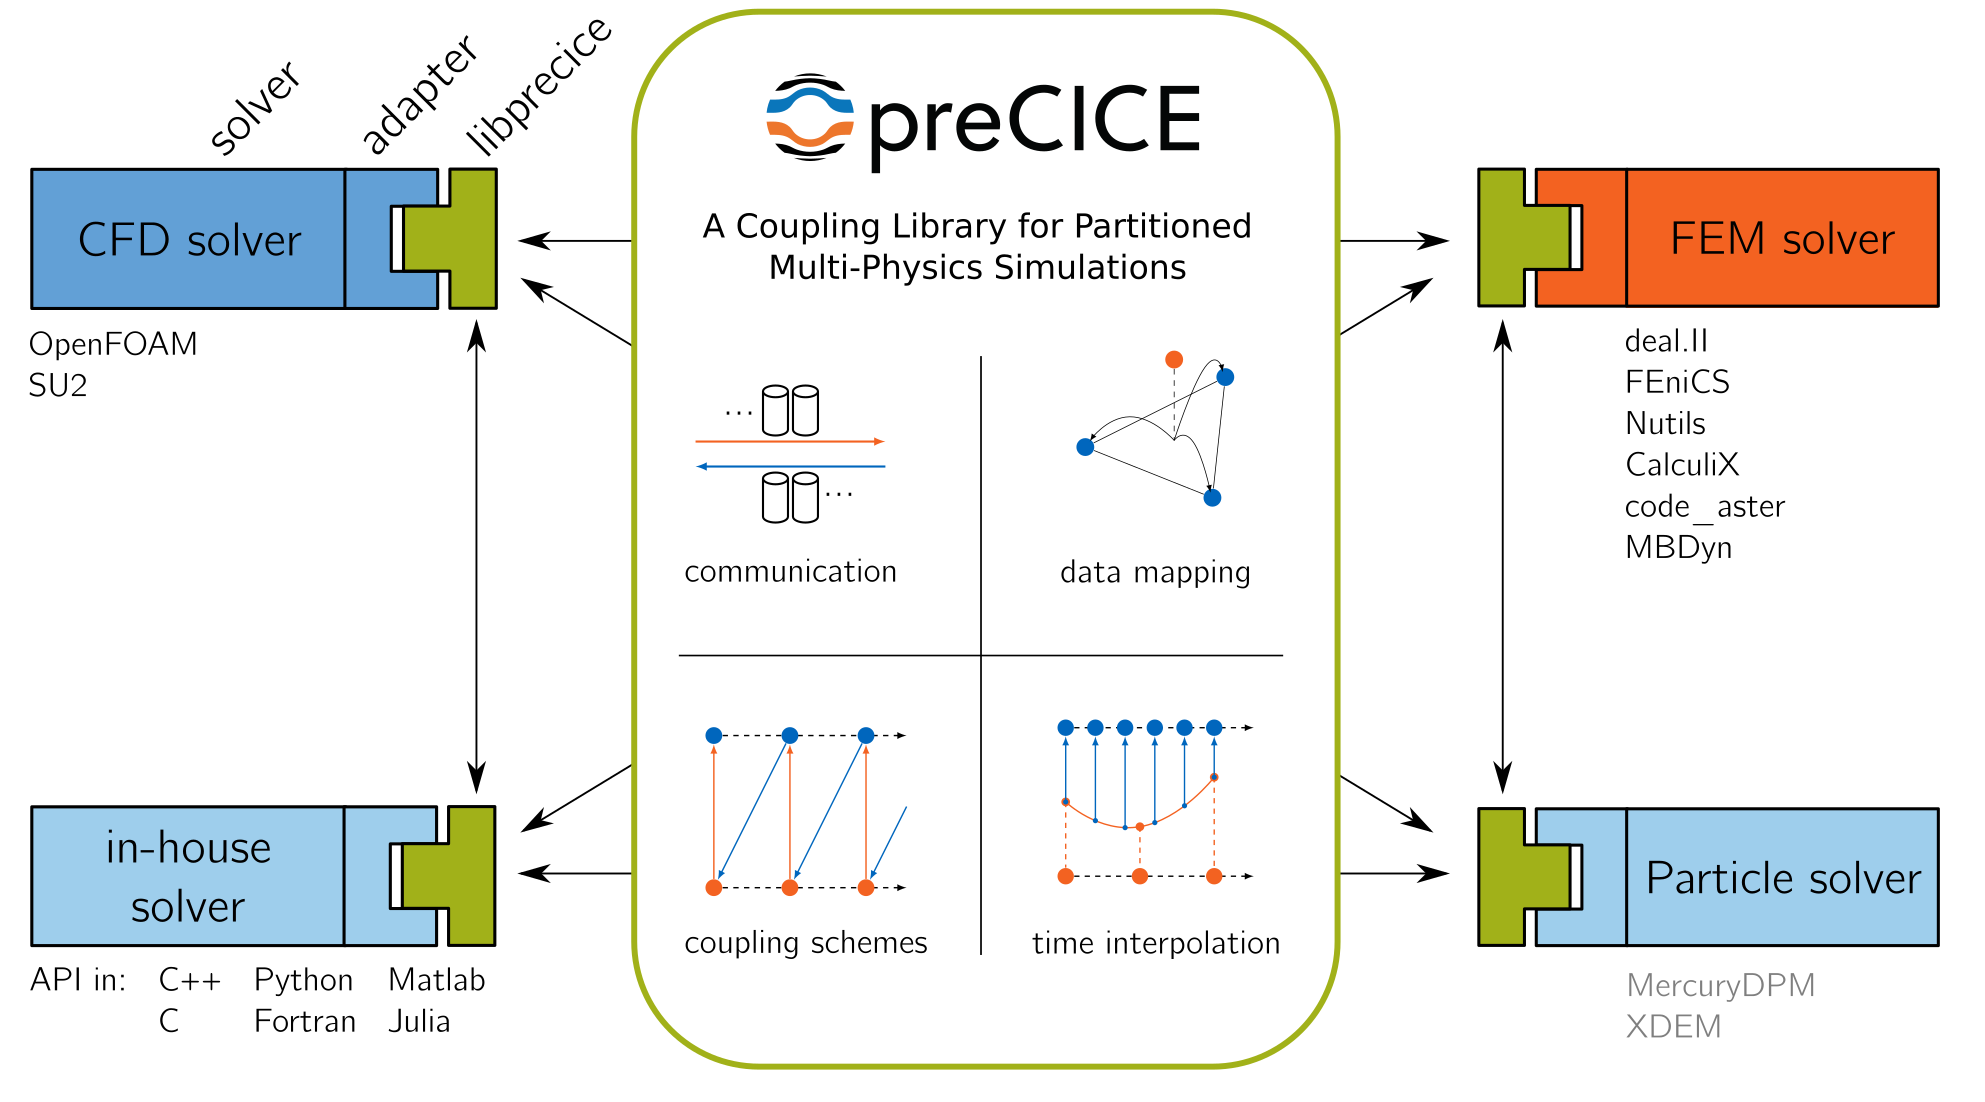 solver
adapter
libprecice
preCICE
A Coupling Library for Partitioned
Multi-Physics Simulations
CFD solver
OpenFOAM
SU2
FEM solver
deal.II
FEniCS
Nutils
CalculiX
code_aster
MBDyn
...
...
communication
data mapping
coupling schemes
time interpolation
in-house
solver
API in: C++ Python Matlab
C Fortran Julia
Particle solver
MercuryDPM
XDEM